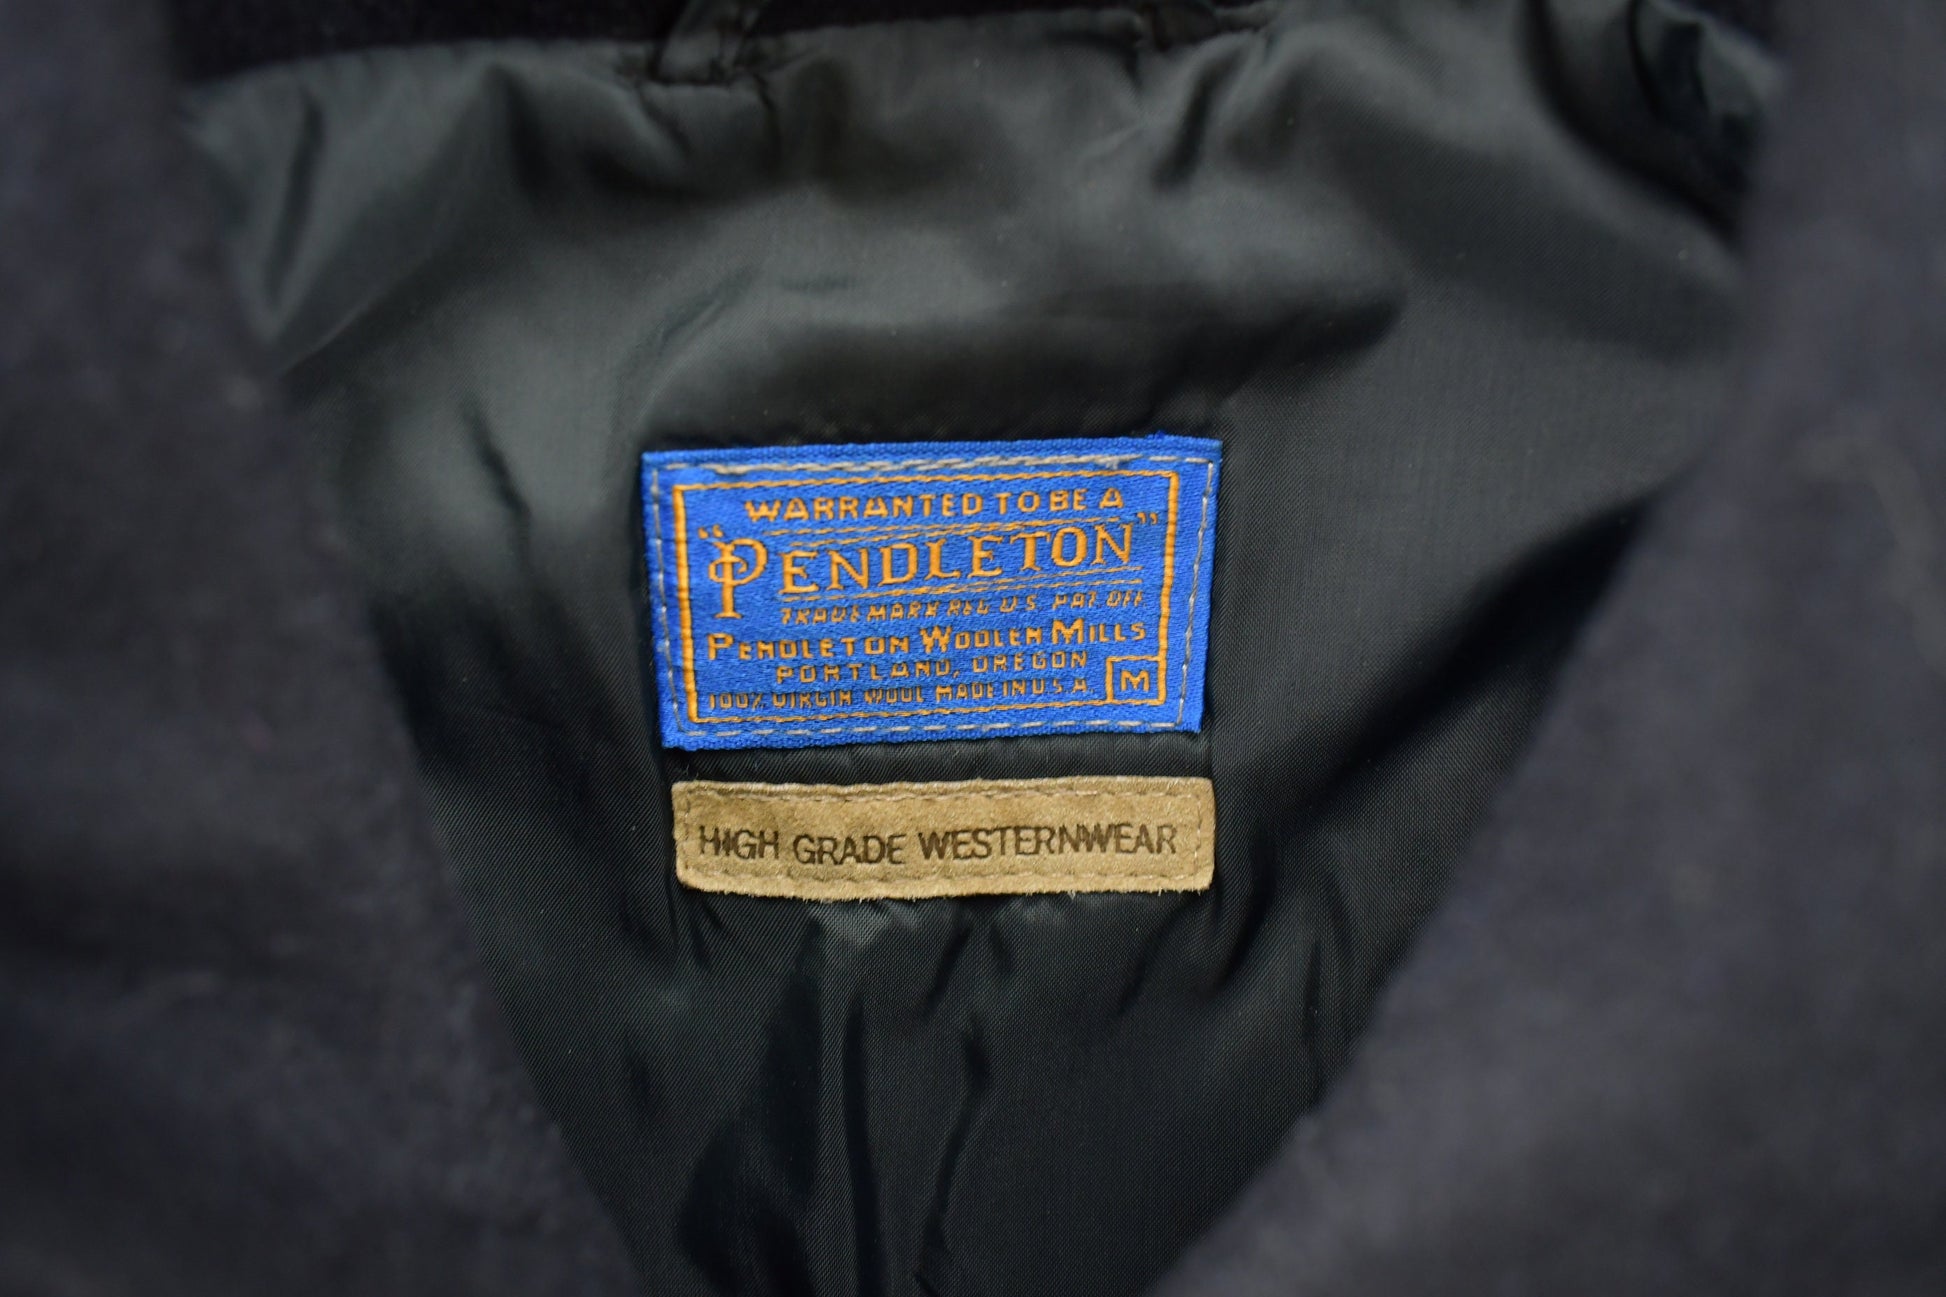 WARRANTED TO BE A
"PENDLETON"
TRADE MARK REG. U.S. PAT. OFF.
PENDLETON WOOLEN MILLS
PORTLAND, OREGON
100% VIRGIN WOOL MADE IN U.S.A.
M
HIGH GRADE WESTERNWEAR